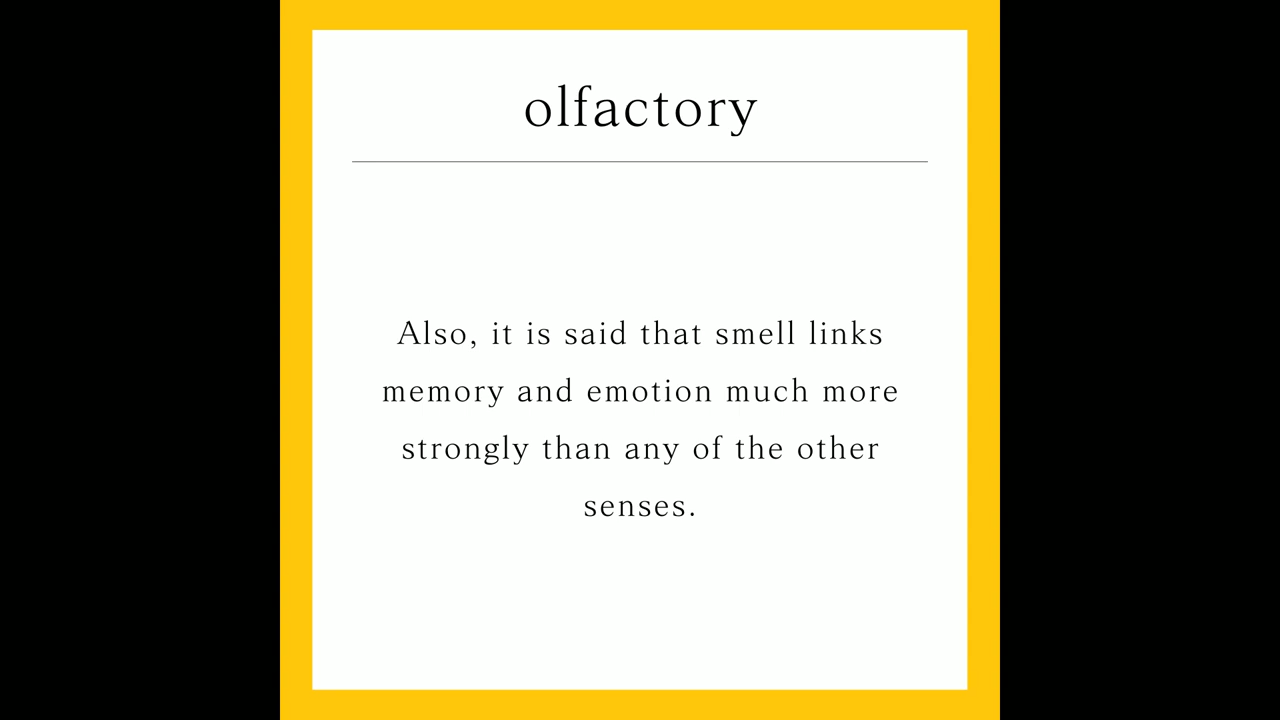 olfactory
Also, it is said that smell links
memory and emotion much more
strongly than any of the other
senses.